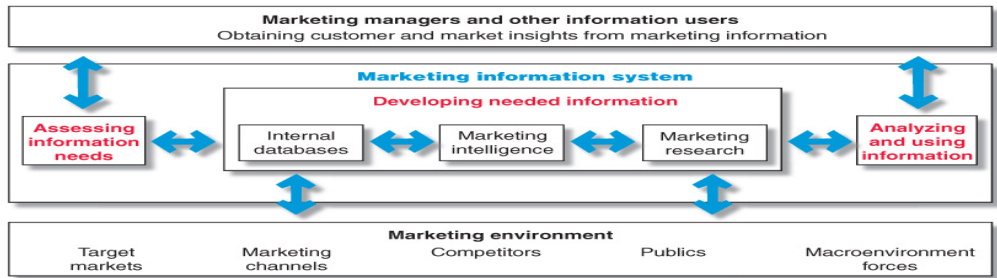 Marketing managers and other information users
Obtaining customer and market insights from marketing information
Marketing information system
Developing needed information
Assessing
information
needs
Internal
databases
Marketing
intelligence
Marketing
research
Analyzing
and using
information
Marketing environment
Target
markets
Marketing
channels
Competitors
Publics
Macroenvironment
forces